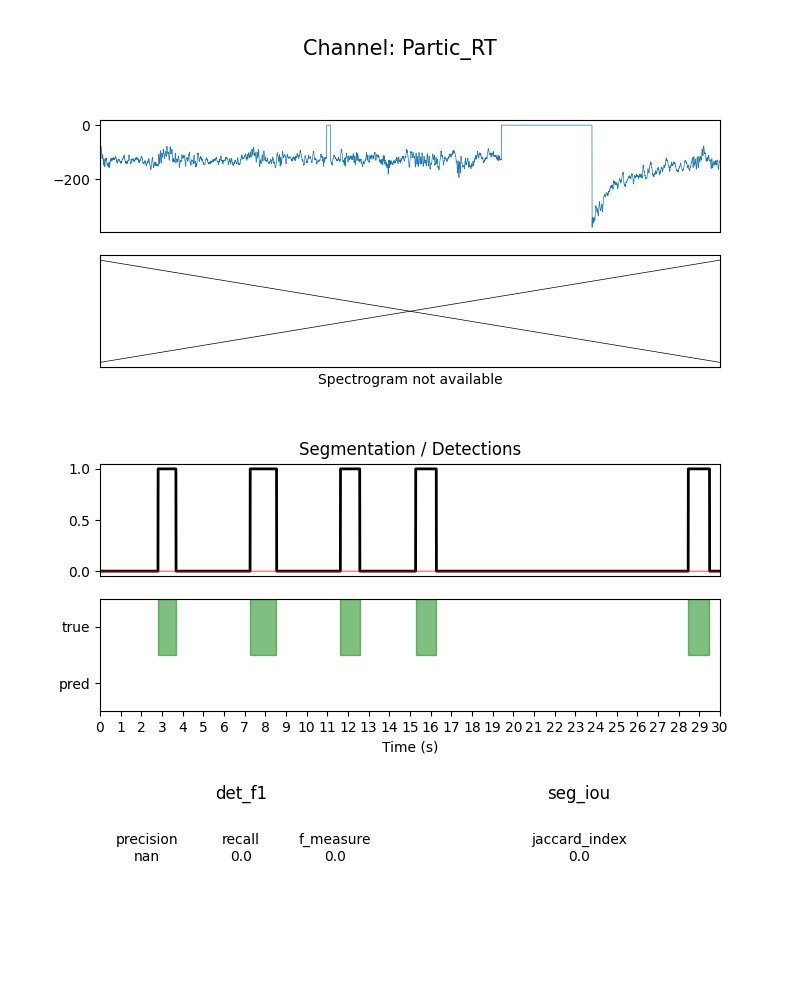 Channel: Partic_RT
0
−200
Spectrogram not available
Segmentation / Detections
1.0
0.5
0.0
true
pred
0 1 2 3 4 5 6 7 8 9 10 11 12 13 14 15 16 17 18 19 20 21 22 23 24 25 26 27 28 29 30
Time (s)
det_f1 seg_iou
precision recall f_measure jaccard_index
nan 0.0 0.0 0.0